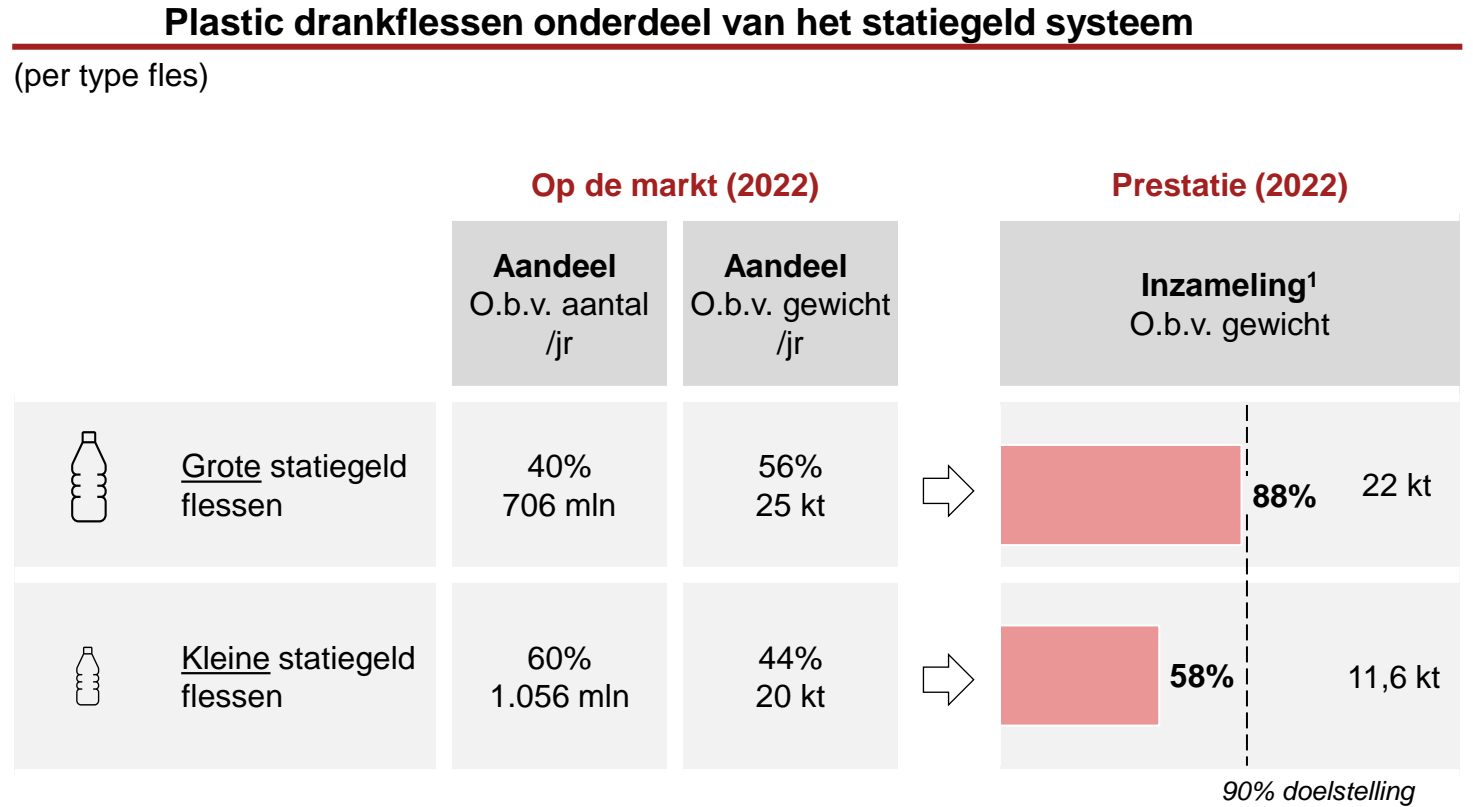 Plastic drankflessen onderdeel van het statiegeld systeem
(per type fles)
Op de markt (2022)
Prestatie (2022)
Aandeel
O.b.v. aantal
/jr
Aandeel
O.b.v. gewicht
/jr
Inzameling¹
O.b.v. gewicht
Grote statiegeld
flessen
40%
706 mln
56%
25 kt
88%
22 kt
Kleine statiegeld
flessen
60%
1.056 mln
44%
20 kt
58%
11,6 kt
90% doelstelling